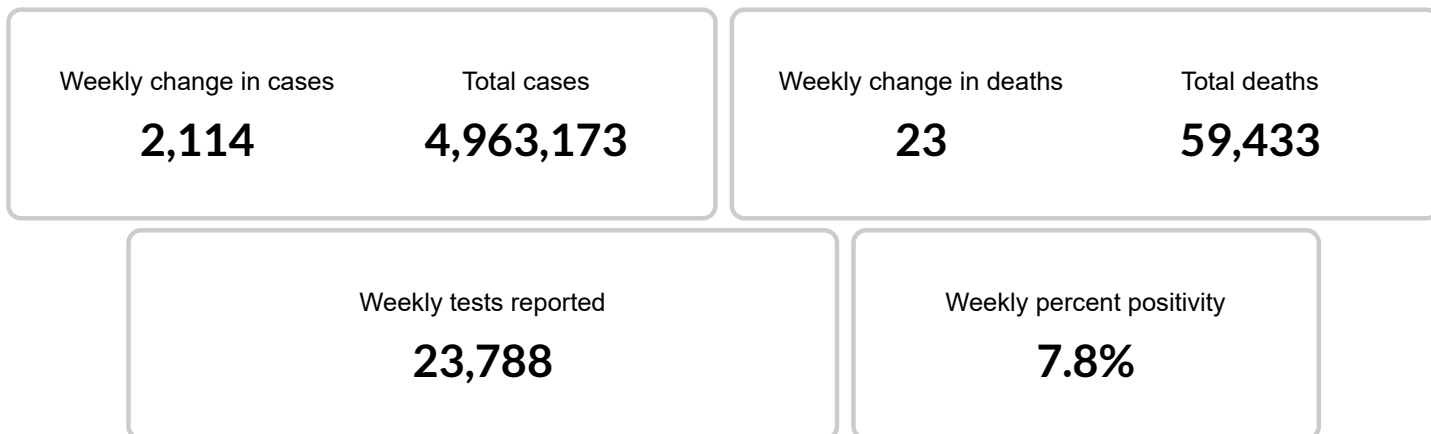 Weekly change in cases
Total cases
Weekly change in deaths
Total deaths
2,114
4,963,173
23
59,433
Weekly tests reported
Weekly percent positivity
23,788
7.8%